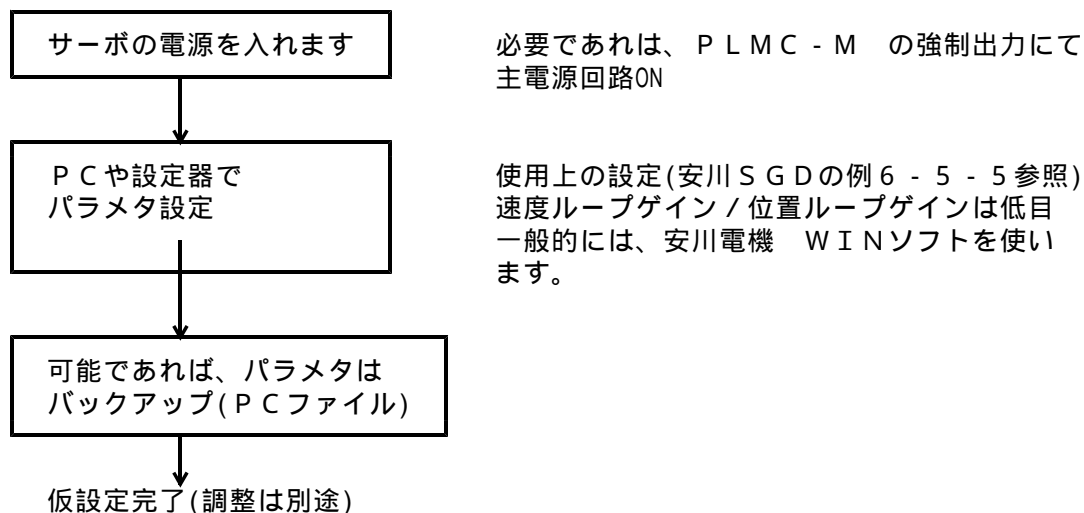 サーボの電源を入れます
必要であれは、ＰＬＭＣ‐Ｍ　の強制出力にて
主電源回路ON
ＰＣや設定器で
パラメタ設定
使用上の設定(安川ＳＧＤの例６‐５‐５参照)
速度ループゲイン／位置ループゲインは低目
一般的には、安川電機　ＷＩＮソフトを使い
ます。
可能であれば、パラメタは
バックアップ(ＰＣファイル)
仮設定完了(調整は別途)